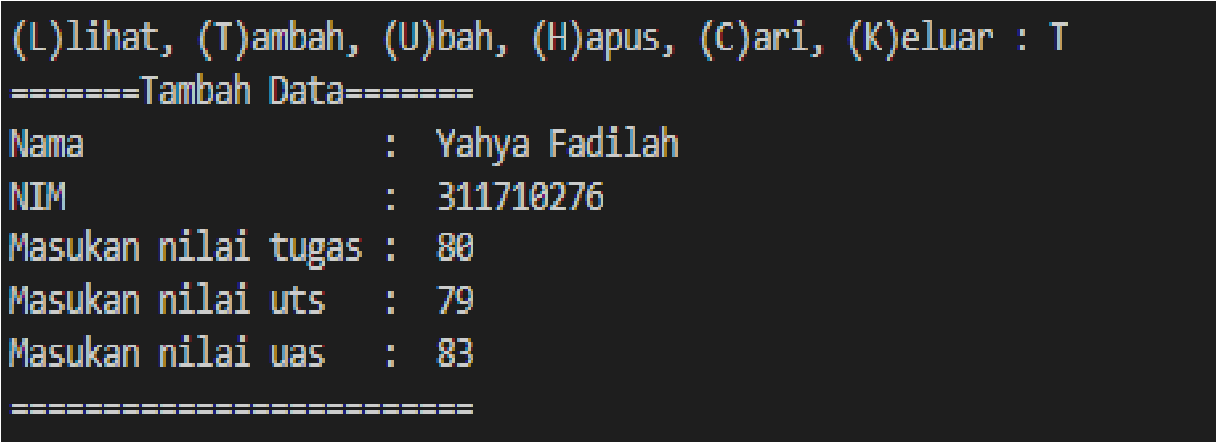 (L)lihat, (T)ambah, (U)bah, (H)apus, (C)ari, (K)eluar : T
=======Tambah Data=======
Nama                :  Yahya Fadilah
NIM                 :  311710276
Masukan nilai tugas :  80
Masukan nilai uts   :  79
Masukan nilai uas   :  83
=========================